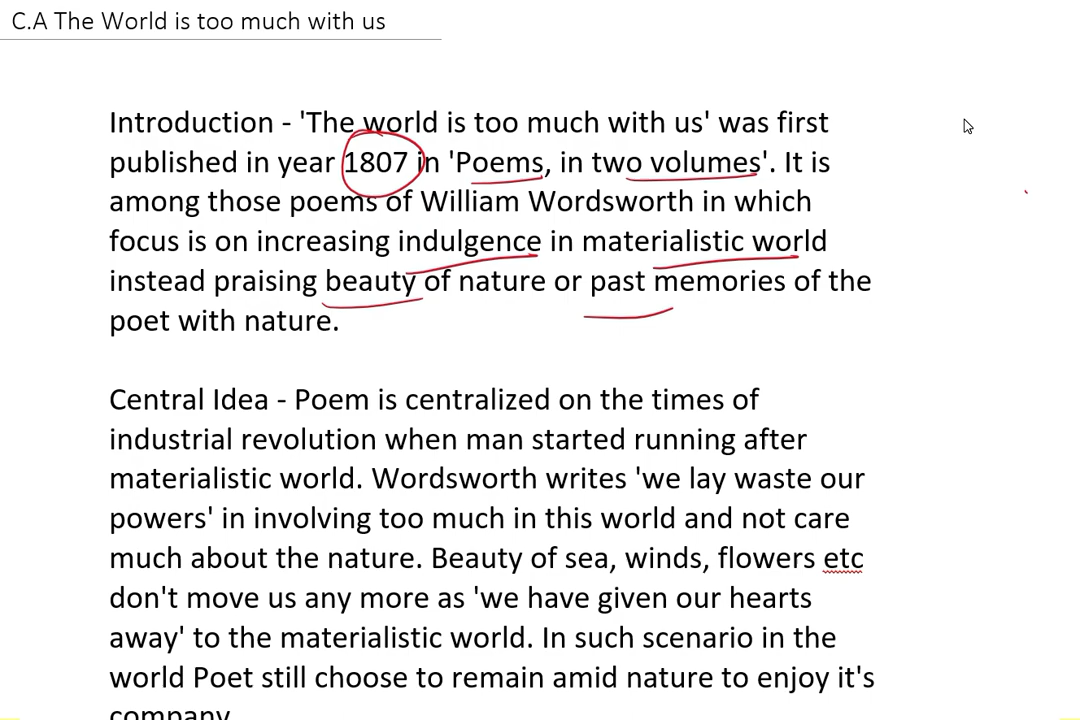 C.A The World is too much with us
Introduction - 'The world is too much with us' was first
published in year 1807 in 'Poems, in two volumes'. It is
among those poems of William Wordsworth in which
focus is on increasing indulgence in materialistic world
instead praising beauty of nature or past memories of the
poet with nature.
Central Idea - Poem is centralized on the times of
industrial revolution when man started running after
materialistic world. Wordsworth writes 'we lay waste our
powers' in involving too much in this world and not care
much about the nature. Beauty of sea, winds, flowers etc
don't move us any more as 'we have given our hearts
away' to the materialistic world. In such scenario in the
world Poet still choose to remain amid nature to enjoy it's
company